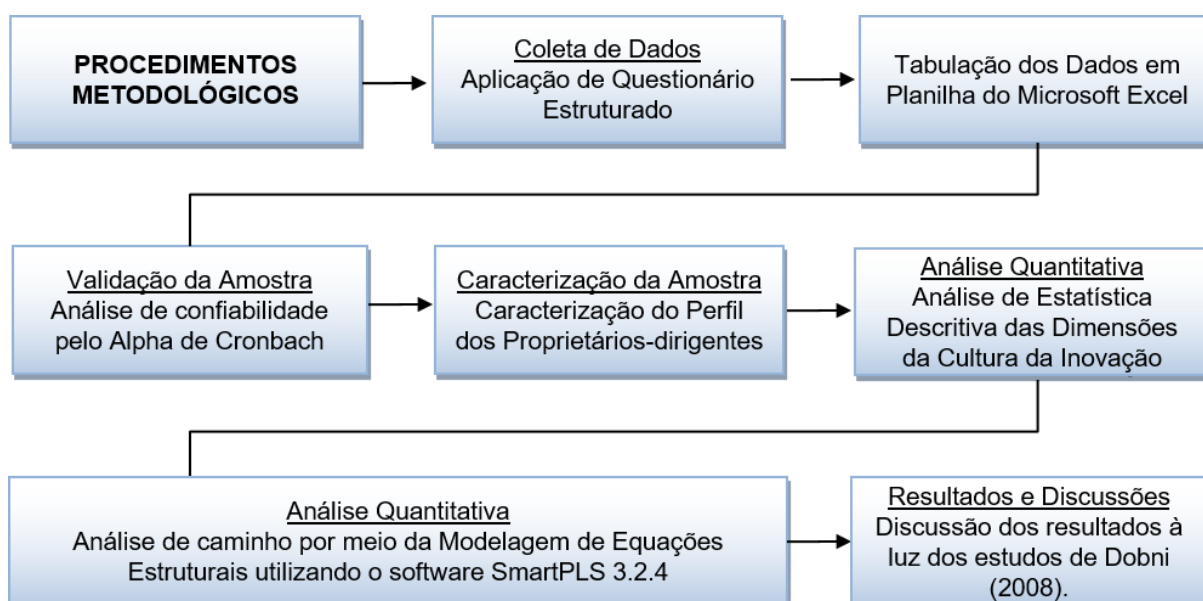 PROCEDIMENTOS
METODOLÓGICOS
Coleta de Dados
Aplicação de Questionário
Estruturado
Tabulação dos Dados em
Planilha do Microsoft Excel
Validação da Amostra
Análise de confiabilidade
pelo Alpha de Cronbach
Caracterização da Amostra
Caracterização do Perfil
dos Proprietários-dirigentes
Análise Quantitativa
Análise de Estatística
Descritiva das Dimensões
da Cultura da Inovação
Análise Quantitativa
Análise de caminho por meio da Modelagem de Equações
Estruturais utilizando o software SmartPLS 3.2.4
Resultados e Discussões
Discussão dos resultados à
luz dos estudos de Dobni
(2008).